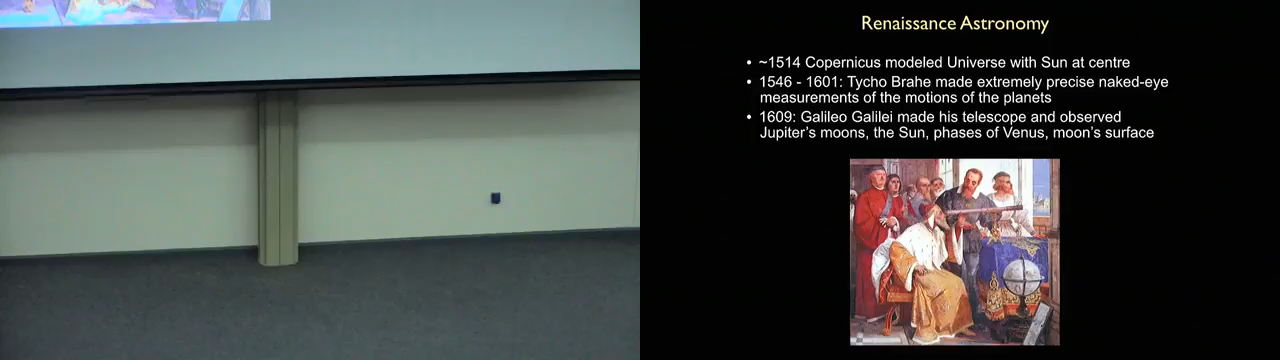 Renaissance Astronomy
• ~1514 Copernicus modeled Universe with Sun at centre
• 1546 - 1601: Tycho Brahe made extremely precise naked-eye
measurements of the motions of the planets
• 1609: Galileo Galilei made his telescope and observed
Jupiter's moons, the Sun, phases of Venus, moon's surface